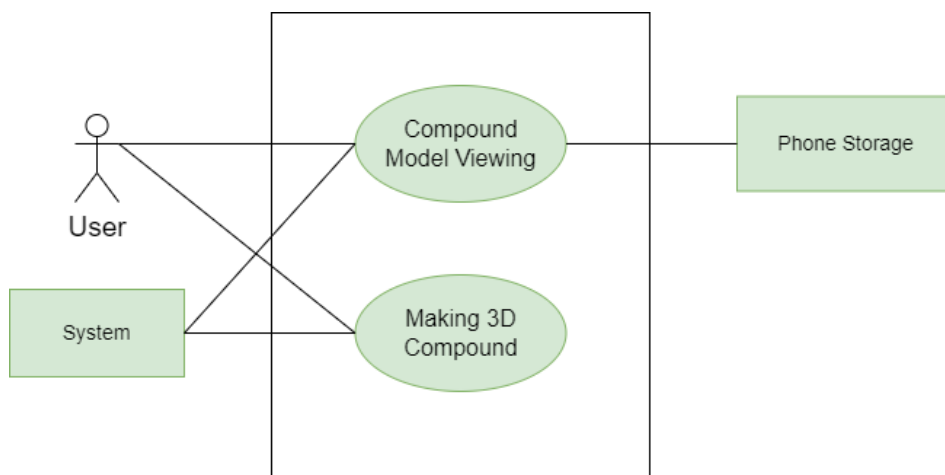 Compound
Model Viewing
Phone Storage
User
System
Making 3D
Compound